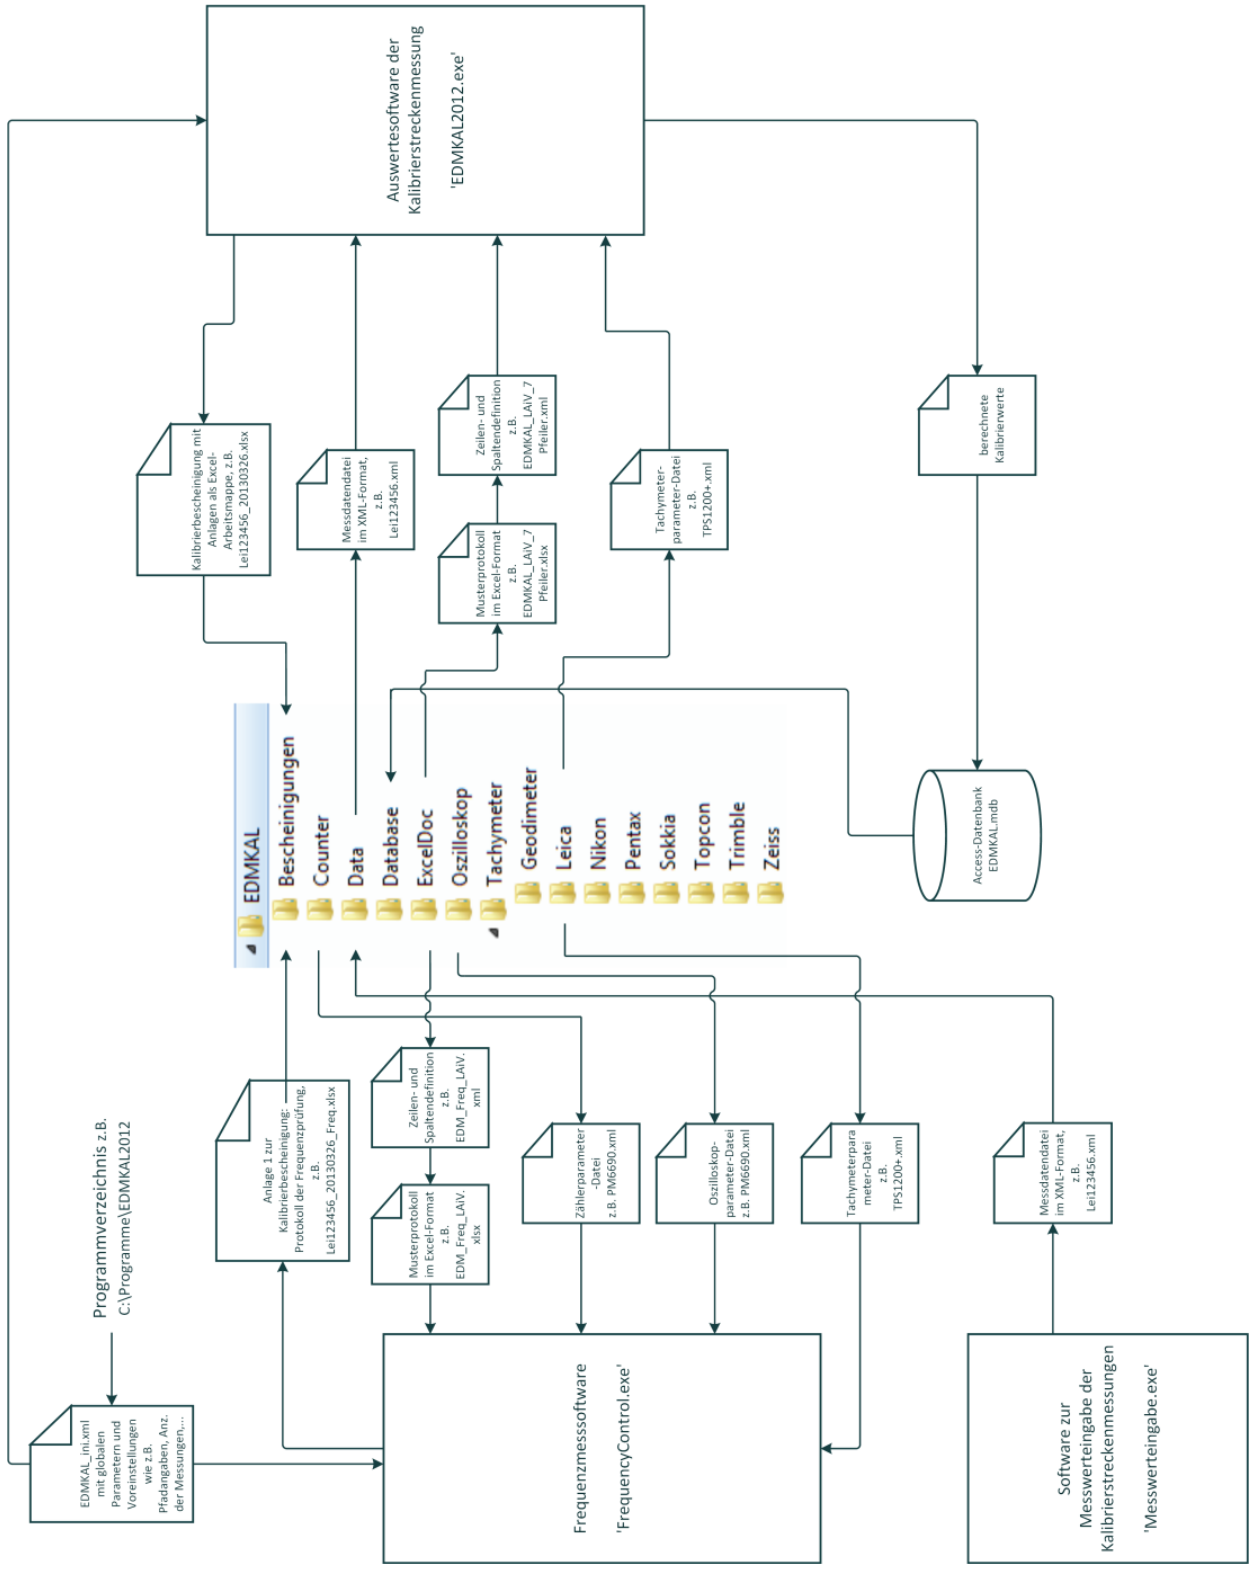 Programmverzeichnis z.B.
C:\Programme\EDMKAL2012
EDMKAL_ini.xml
mit globalen
Parametern und
Voreinstellungen
wie z.B.
Pfadangaben, Anz.
der Messungen,...
Anlage 1 zur
Kalibrierbescheinigung:
Protokoll der Frequenzprüfung,
z.B.
Lei123456_20130326_Freq.xlsx
Zeilen- und
Spaltendefinition
z.B.
EDM_Freq_LAiV.
xml
Musterprotokoll
im Excel-Format
z.B.
EDM_Freq_LAiV.
xlsx
Zählerparameter
-Datei
z.B. PM6690.xml
Oszilloskop-
parameter-Datei
z.B. PM6690.xml
Tachymeterpara
meter-Datei
z.B.
TPS1200+.xml
Messdatendatei
im XML-Format,
z.B.
Lei123456.xml
Frequenzmesssoftware
'FrequencyControl.exe'
Software zur
Messwerteingabe der
Kalibrierstreckenmessungen
'Messwerteingabe.exe'
EDMKAL
Bescheinigungen
Counter
Data
Database
ExcelDoc
Oszilloskop
Tachymeter
Geodimeter
Leica
Nikon
Pentax
Sokkia
Topcon
Trimble
Zeiss
Kalibrierbescheinigung mit
Anlagen als Excel-
Arbeitsmappe, z.B.
Lei123456_20130326.xlsx
Messdatendatei
im XML-Format,
z.B.
Lei123456.xml
Musterprotokoll
im Excel-Format
z.B.
EDMKAL_LAiV_7
Pfeiler.xlsx
Zeilen- und
Spaltendefinition
z.B.
EDMKAL_LAiV_7
Pfeiler.xml
Tachymeter-
parameter-Datei
z.B.
TPS1200+.xml
berechnete
Kalibrierwerte
Access-Datenbank
EDMKAL.mdb
Auswertesoftware der
Kalibrierstreckenmessung
'EDMKAL2012.exe'